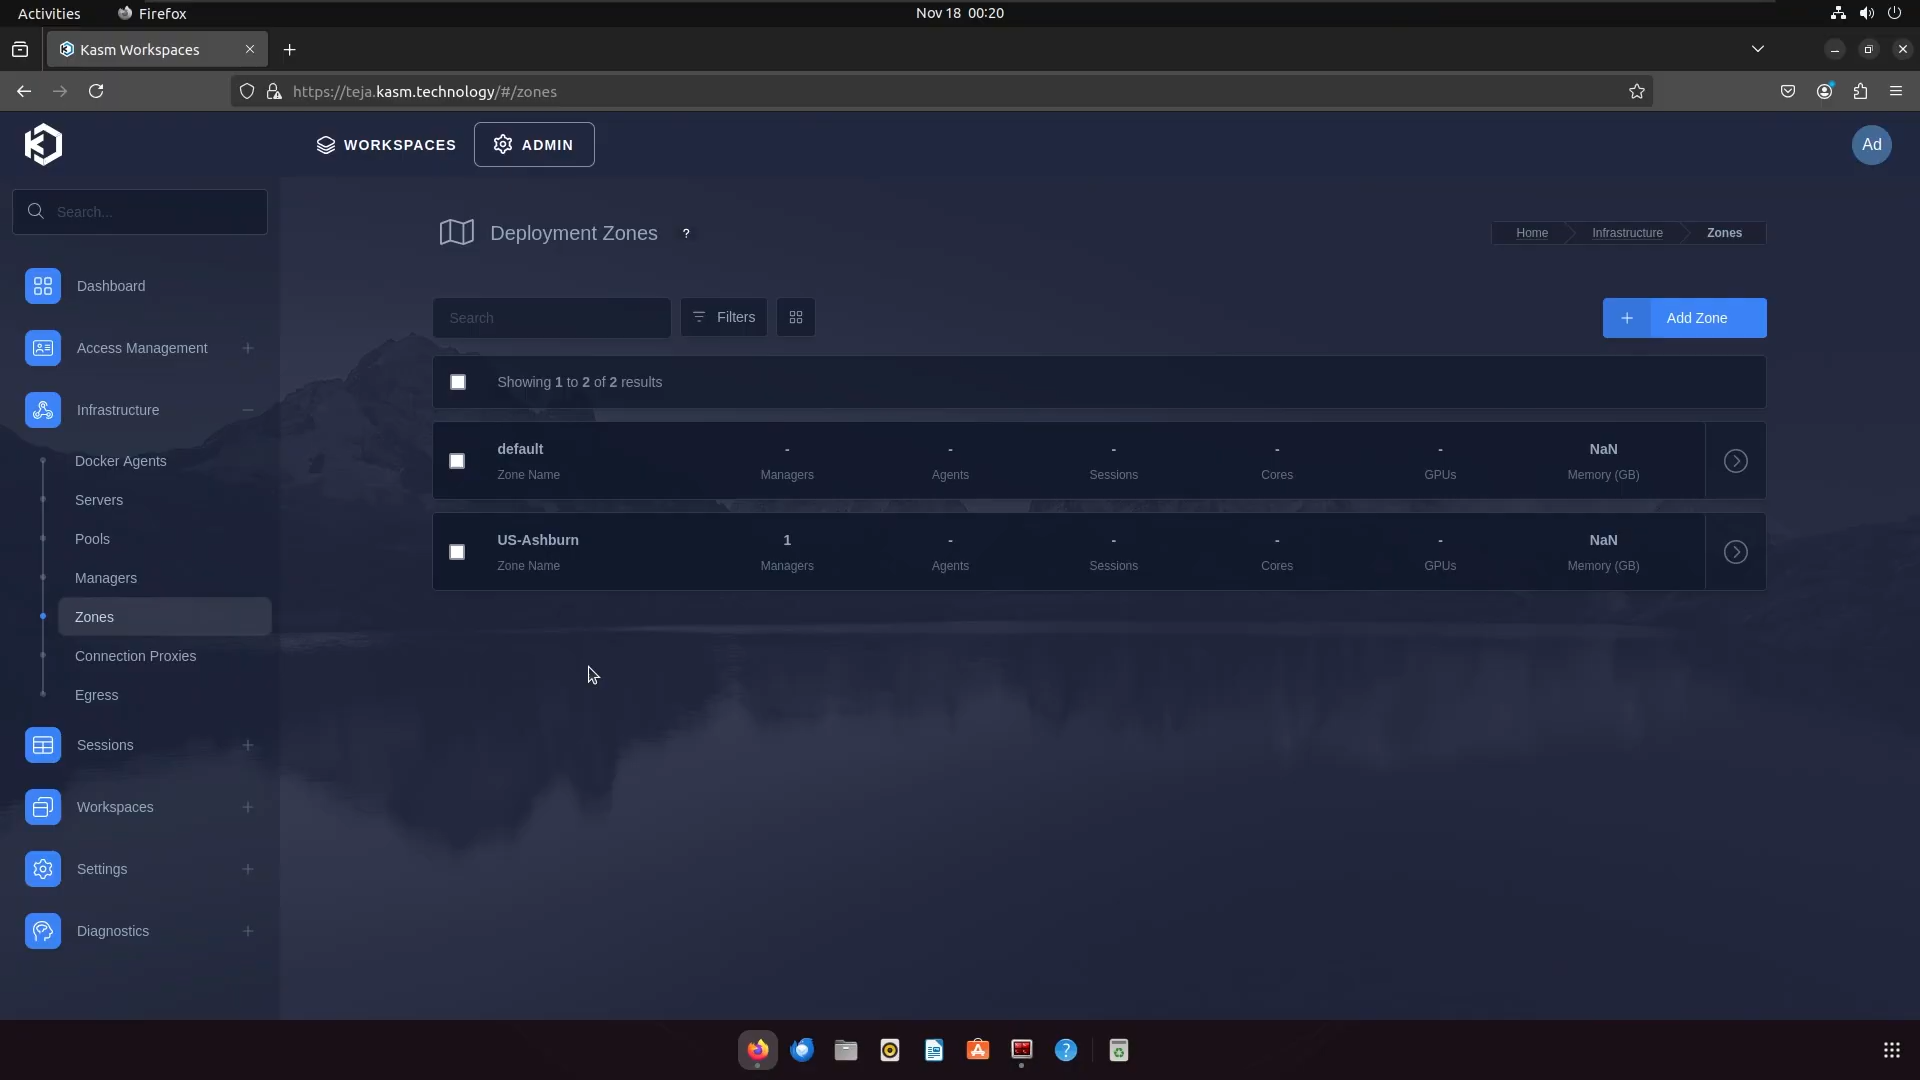 Activities
Firefox
Nov 18 00:20
Kasm Workspaces
https://teja.kasm.technology/#/zones
WORKSPACES
ADMIN
Ad
Search...
Dashboard
Access Management
Infrastructure
Docker Agents
Servers
Pools
Managers
Zones
Connection Proxies
Egress
Sessions
Workspaces
Settings
Diagnostics
Deployment Zones ?
Home
Infrastructure
Zones
Search
Filters
Add Zone
Showing 1 to 2 of 2 results
default - - - - - NaN
Zone Name Managers Agents Sessions Cores GPUs Memory (GB)
US-Ashburn 1 - - - - NaN
Zone Name Managers Agents Sessions Cores GPUs Memory (GB)